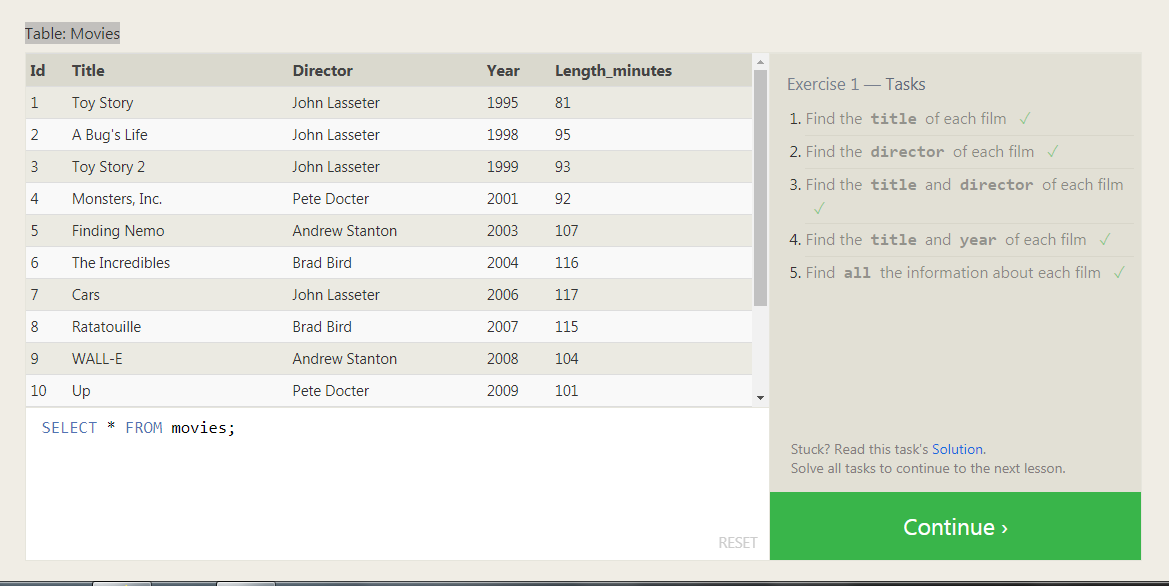 Table: Movies
Id Title Director Year Length_minutes
1 Toy Story John Lasseter 1995 81
2 A Bug's Life John Lasseter 1998 95
3 Toy Story 2 John Lasseter 1999 93
4 Monsters, Inc. Pete Docter 2001 92
5 Finding Nemo Andrew Stanton 2003 107
6 The Incredibles Brad Bird 2004 116
7 Cars John Lasseter 2006 117
8 Ratatouille Brad Bird 2007 115
9 WALL-E Andrew Stanton 2008 104
10 Up Pete Docter 2009 101
SELECT * FROM movies;
RESET
Exercise 1 — Tasks
1. Find the title of each film ✓
2. Find the director of each film ✓
3. Find the title and director of each film
✓
4. Find the title and year of each film ✓
5. Find all the information about each film ✓
Stuck? Read this task's Solution.
Solve all tasks to continue to the next lesson.
Continue ›